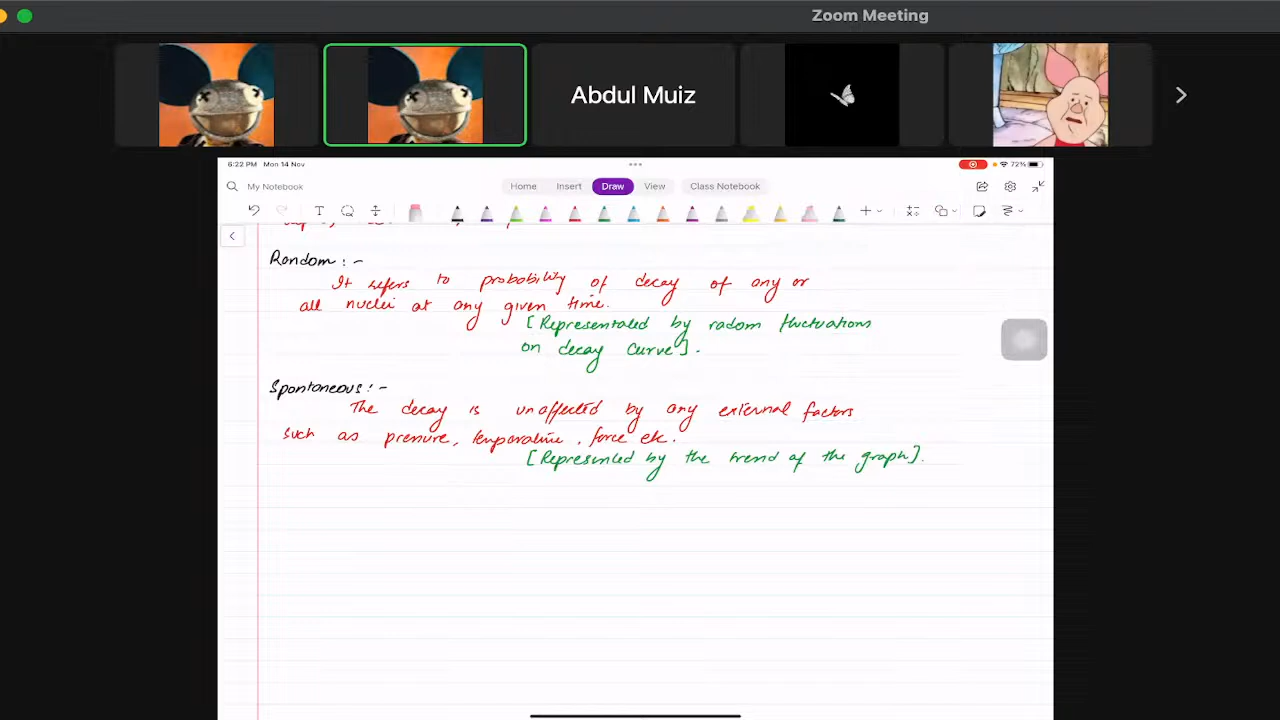 Zoom Meeting
Abdul Muiz
6:22 PM Mon 14 Nov
72%
My Notebook
Home Insert Draw View Class Notebook
Random :-
It refers to probability of decay of any or
all nuclei at any given time.
[Representated by radom fluctuations
on decay curve].
Spontaneous :-
The decay is unaffected by any external factors
such as pressure, temperature, force etc.
[Represented by the trend of the graph].